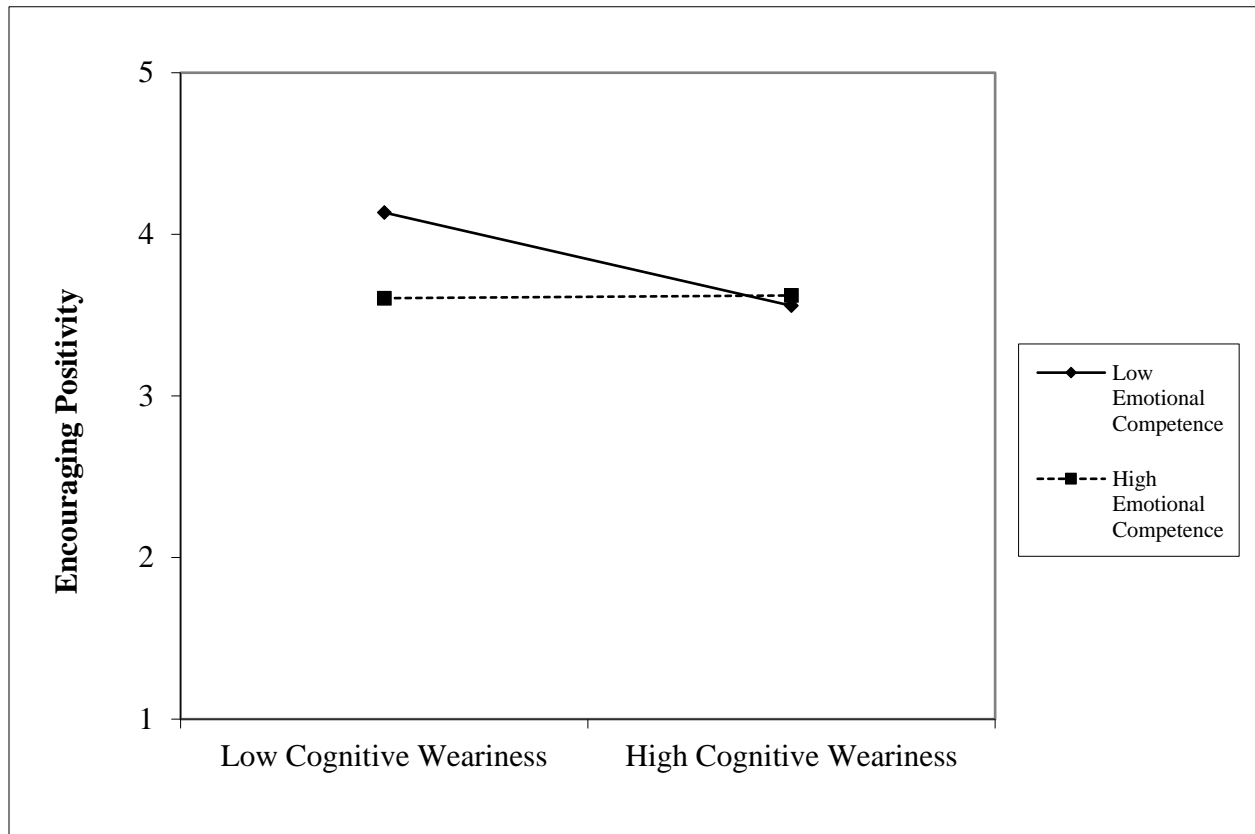 5
4
3
2
1
Encouraging Positivity
Low Cognitive Weariness
High Cognitive Weariness
Low
Emotional
Competence
High
Emotional
Competence